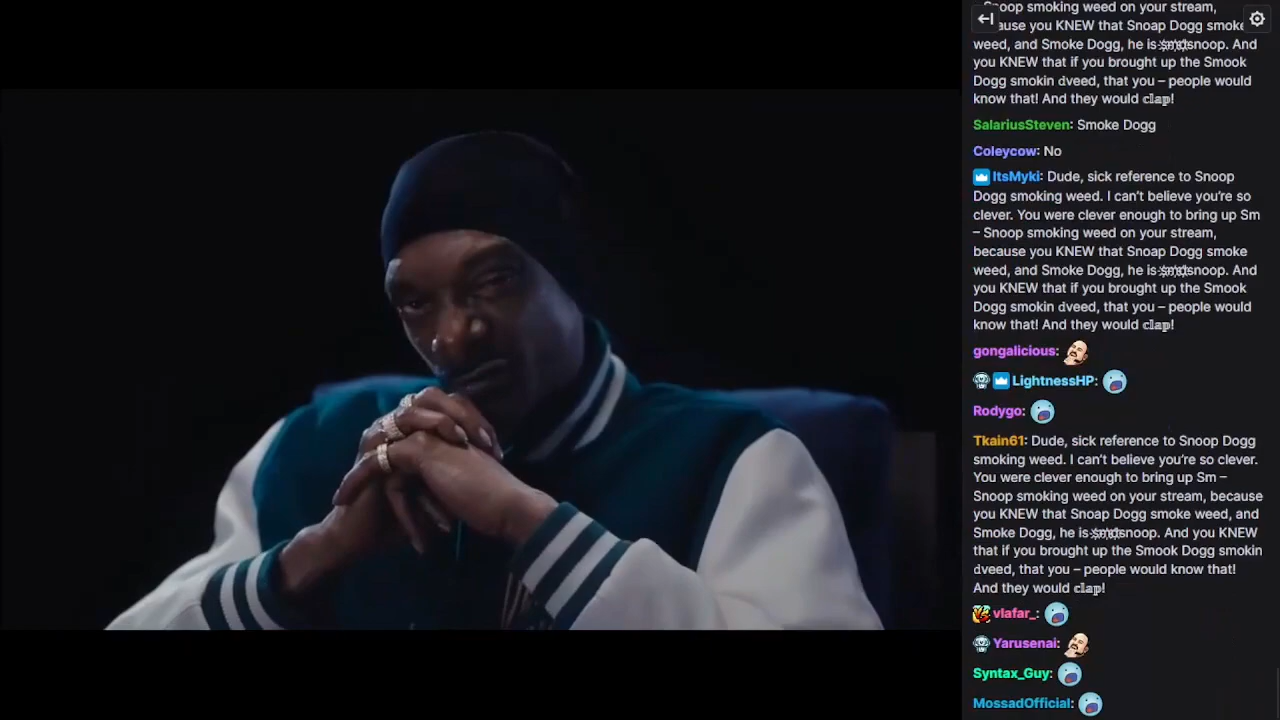 Snoop smoking weed on your stream,
ause you KNEW that Snoap Dogg smoke
weed, and Smoke Dogg, he is snoop. And
you KNEW that if you brought up the Smook
Dogg smokin dveed, that you – people would
know that! And they would 𝕔𝕝𝕒𝕡!
SalariusSteven: Smoke Dogg
Coleycow: No
ItsMyki: Dude, sick reference to Snoop
Dogg smoking weed. I can't believe you're so
clever. You were clever enough to bring up Sm
– Snoop smoking weed on your stream,
because you KNEW that Snoap Dogg smoke
weed, and Smoke Dogg, he is snoop. And
you KNEW that if you brought up the Smook
Dogg smokin dveed, that you – people would
know that! And they would 𝕔𝕝𝕒𝕡!
gongalicious:
LightnessHP:
Rodygo:
Tkain61: Dude, sick reference to Snoop Dogg
smoking weed. I can't believe you're so clever.
You were clever enough to bring up Sm –
Snoop smoking weed on your stream, because
you KNEW that Snoap Dogg smoke weed, and
Smoke Dogg, he is snoop. And you KNEW
that if you brought up the Smook Dogg smokin
dveed, that you – people would know that!
And they would 𝕔𝕝𝕒𝕡!
vlafar_:
Yarusenai:
Syntax_Guy:
MossadOfficial: